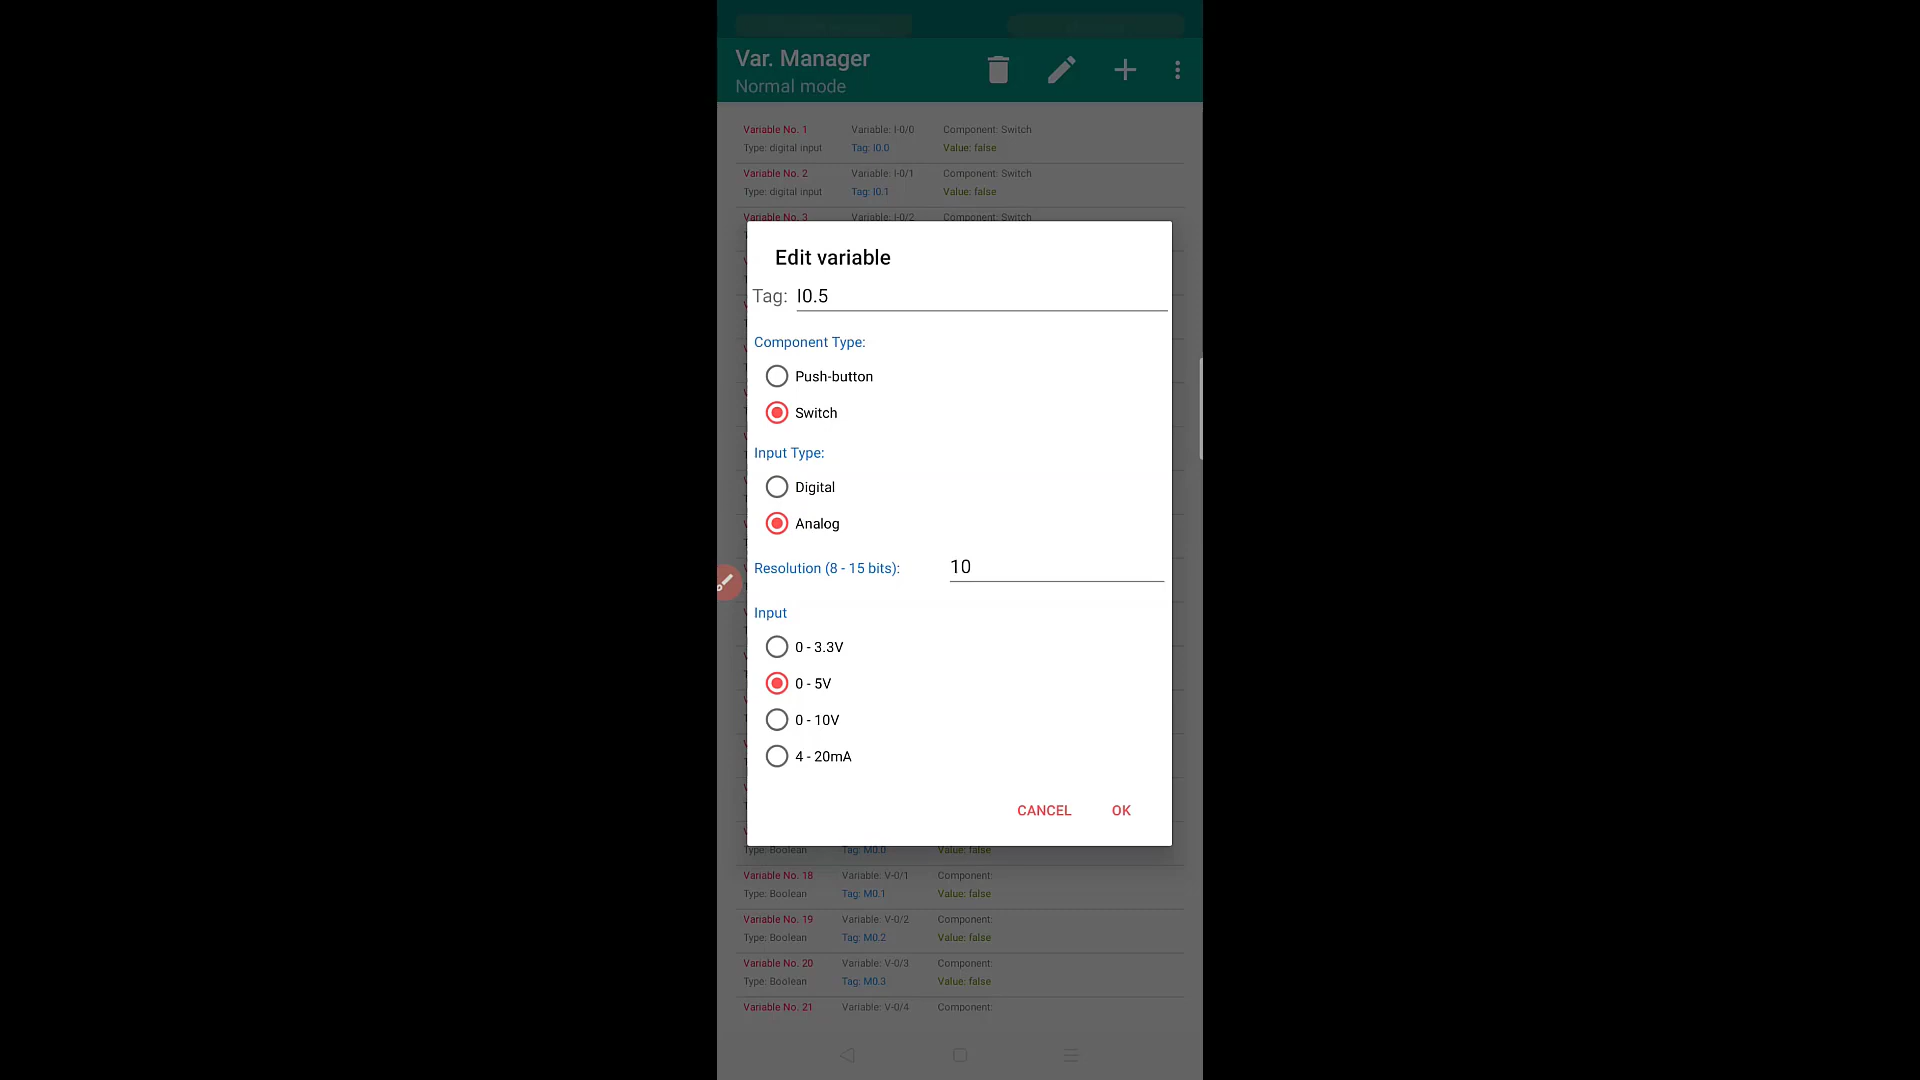 Var. Manager
Normal mode
Variable No. 1 Variable: I-0/0 Component: Switch
Type: digital input Tag: I0.0 Value: false
Variable No. 2 Variable: I-0/1 Component: Switch
Type: digital input Tag: I0.1 Value: false
Variable No. 3 Variable: I-0/2 Component: Switch
Edit variable
Tag: I0.5
Component Type:
Push-button
Switch
Input Type:
Digital
Analog
Resolution (8 - 15 bits): 10
Input
0 - 3.3V
0 - 5V
0 - 10V
4 - 20mA
CANCEL OK
Type: Boolean Tag: M0.0 Value: false
Variable No. 18 Variable: V-0/1 Component:
Type: Boolean Tag: M0.1 Value: false
Variable No. 19 Variable: V-0/2 Component:
Type: Boolean Tag: M0.2 Value: false
Variable No. 20 Variable: V-0/3 Component:
Type: Boolean Tag: M0.3 Value: false
Variable No. 21 Variable: V-0/4 Component: